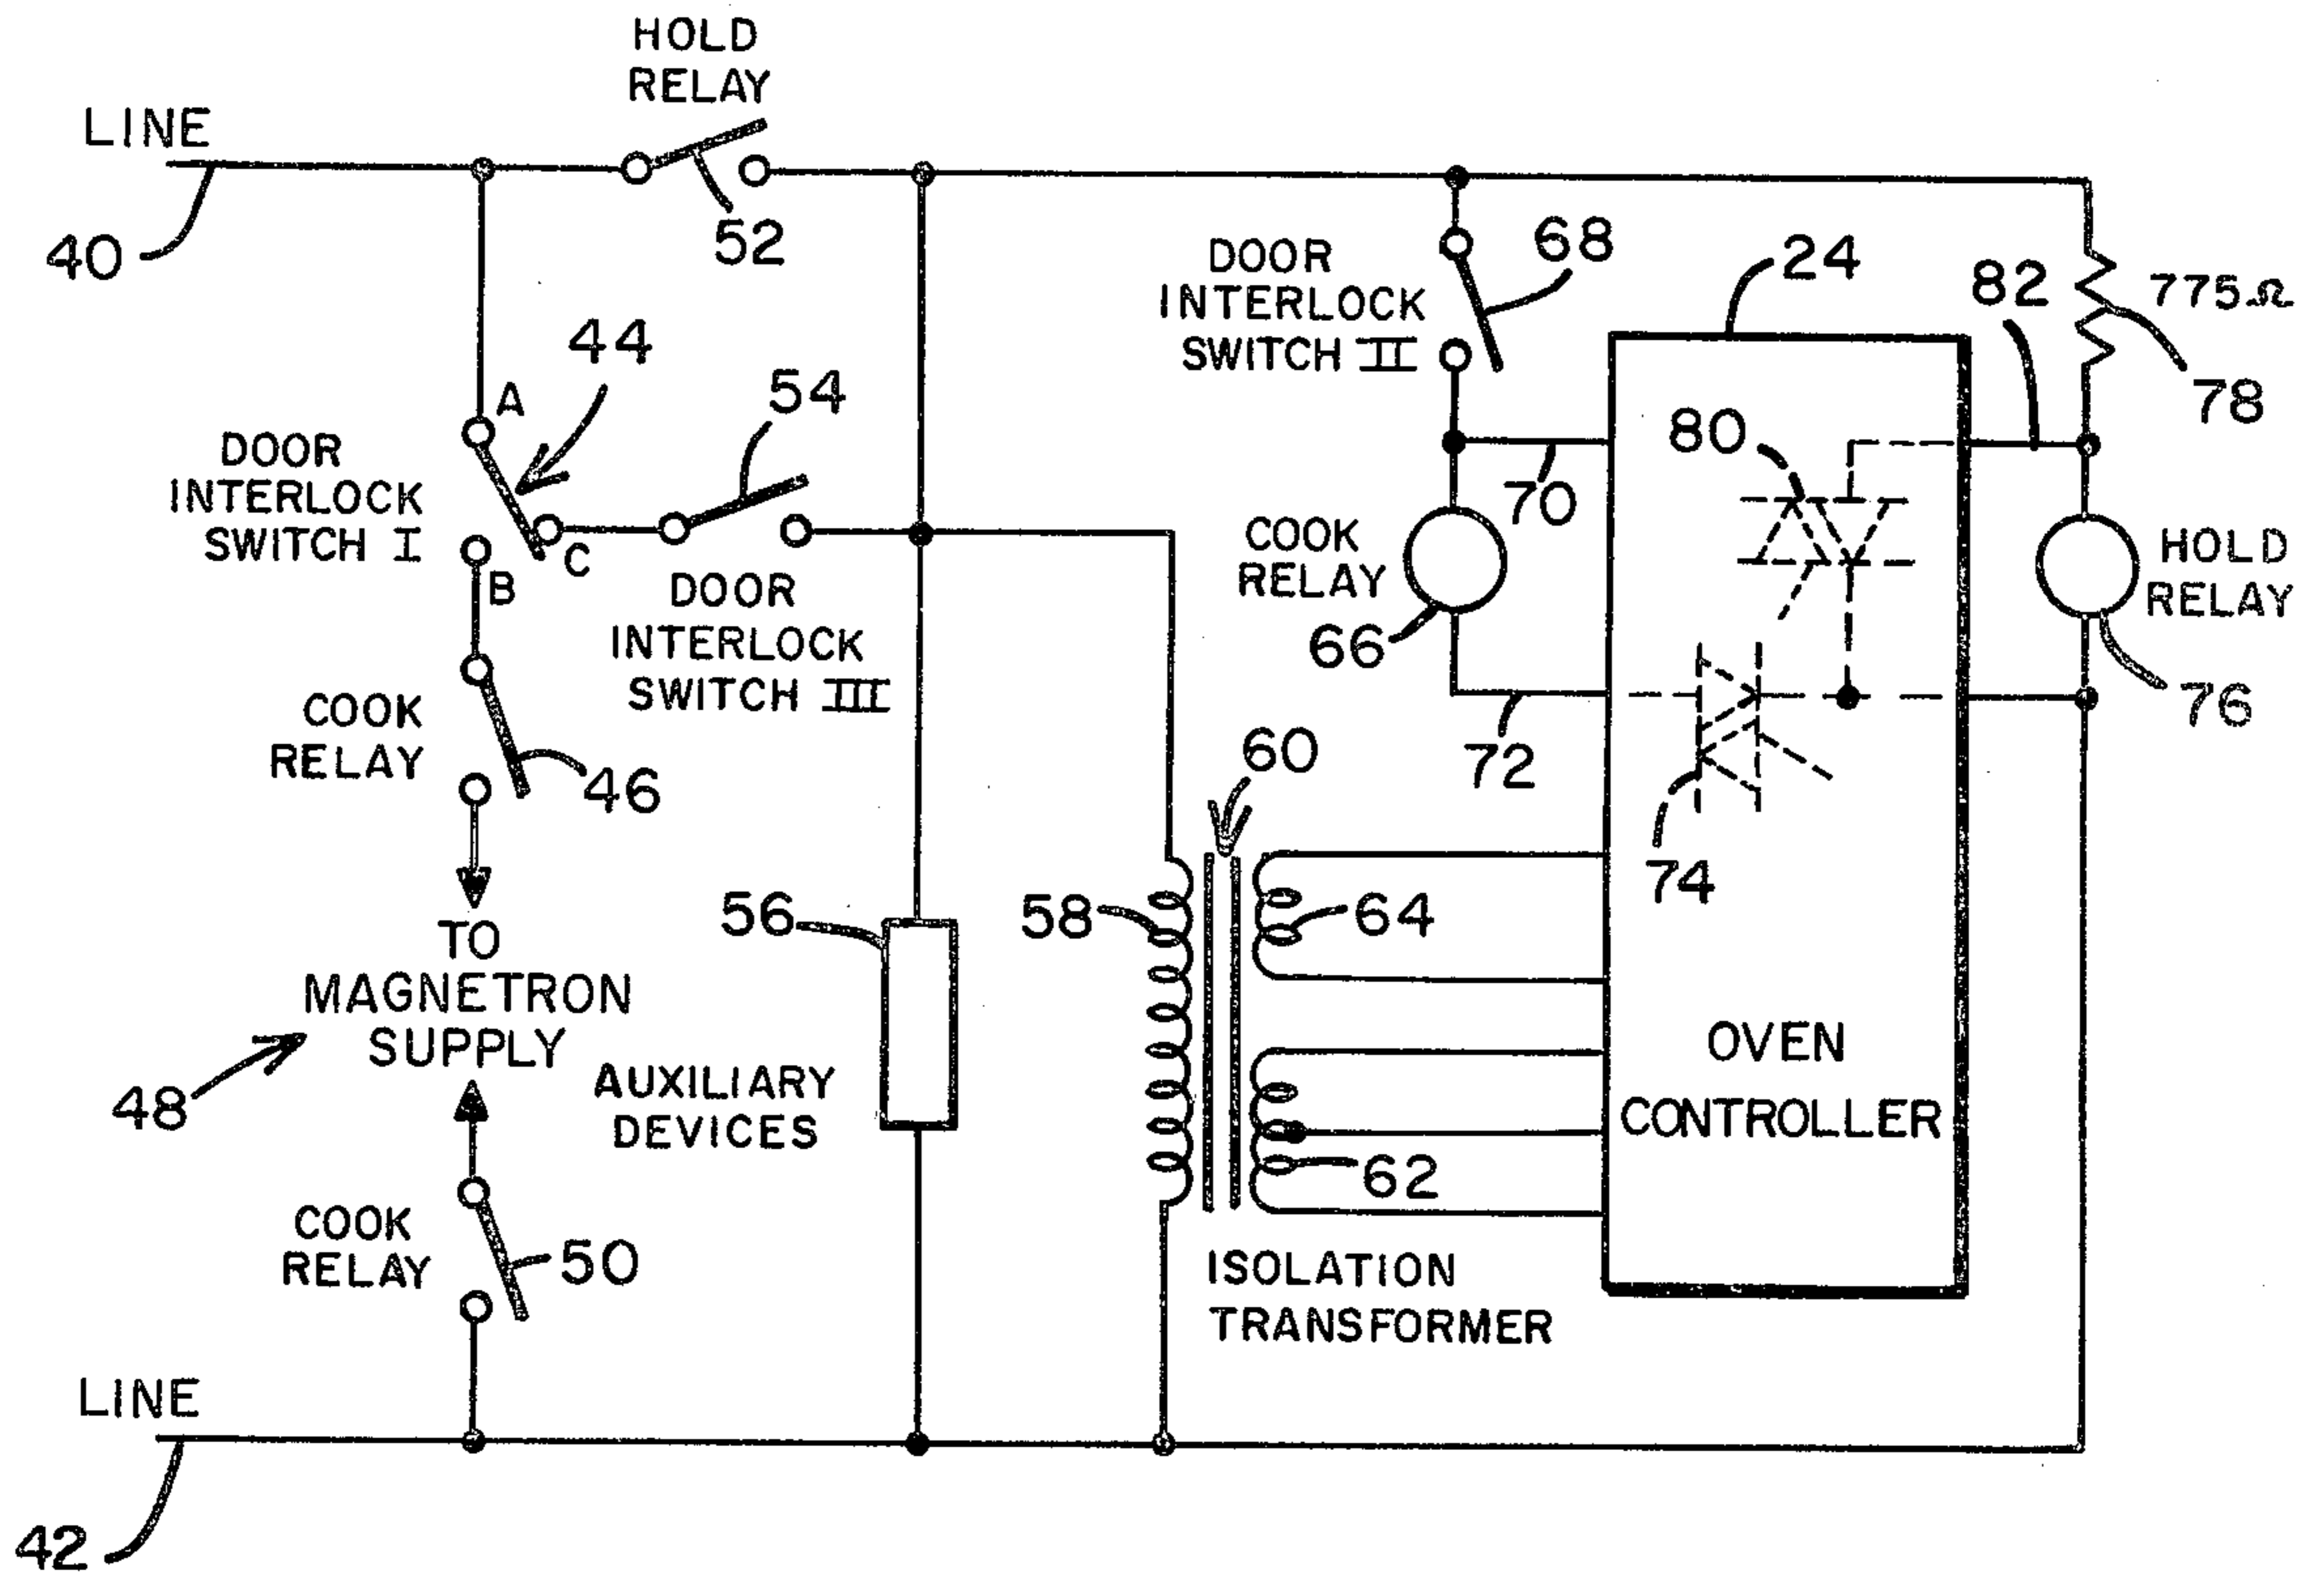 HOLD
RELAY
LINE
40
52
DOOR
INTERLOCK
SWITCH II
68
24
82
775Ω
78
44
A
54
DOOR
INTERLOCK
SWITCH I
B
C
DOOR
INTERLOCK
SWITCH III
80
70
COOK
RELAY
66
HOLD
RELAY
76
72
COOK
RELAY
46
60
74
TO
MAGNETRON
SUPPLY
48
56
58
64
AUXILIARY
DEVICES
OVEN
CONTROLLER
62
COOK
RELAY
50
ISOLATION
TRANSFORMER
LINE
42